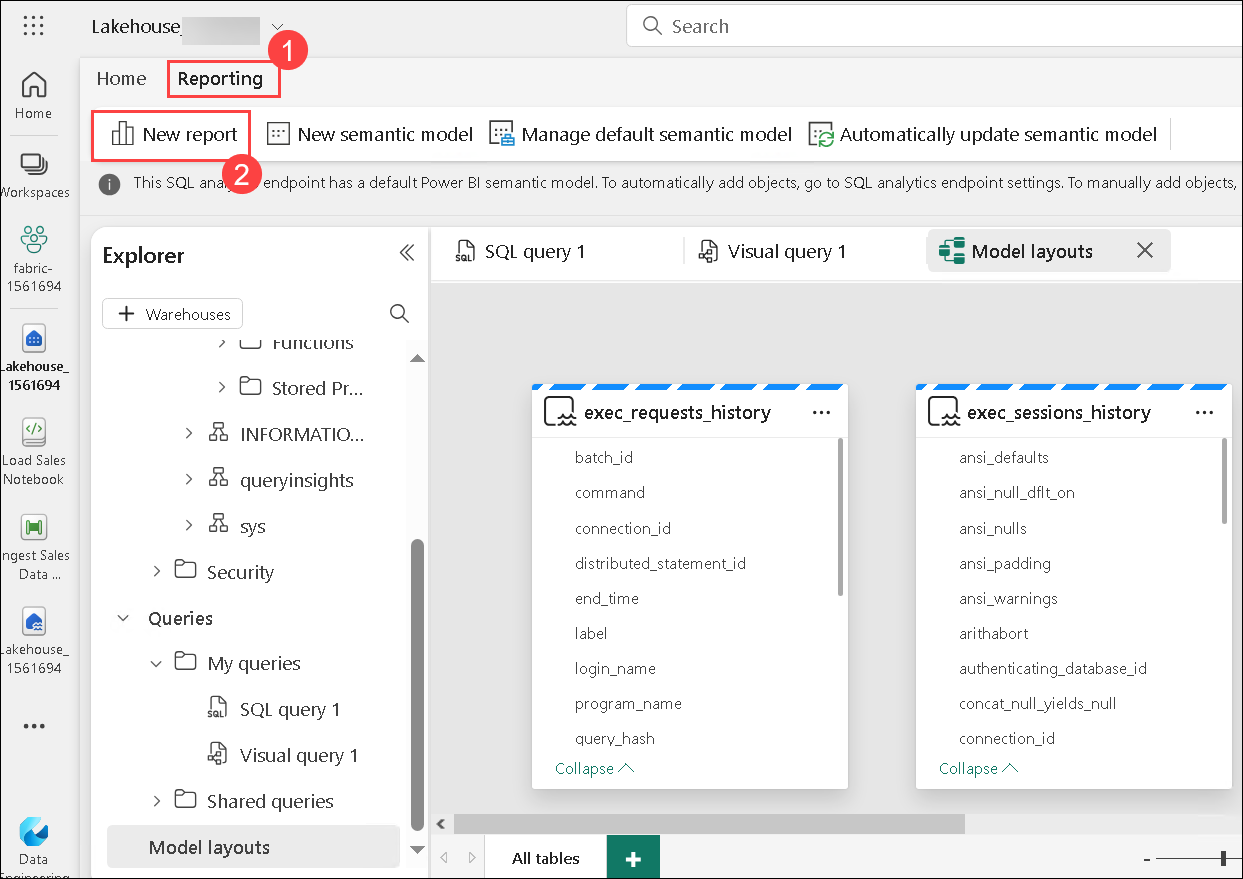 Lakehouse_
Search
1
Home
Reporting
New report
New semantic model
Manage default semantic model
Automatically update semantic model
2
This SQL endpoint has a default Power BI semantic model. To automatically add objects, go to SQL analytics endpoint settings. To manually add objects,
Home
Workspaces
fabric-
1561694
Lakehouse_
1561694
Load Sales
Notebook
Ingest Sales
Data ...
Lakehouse_
1561694
Data
Engineering
Explorer
Warehouses
Functions
Stored Pr...
INFORMATIO...
queryinsights
sys
Security
Queries
My queries
SQL query 1
Visual query 1
Shared queries
Model layouts
SQL query 1
Visual query 1
Model layouts
exec_requests_history
batch_id
command
connection_id
distributed_statement_id
end_time
label
login_name
program_name
query_hash
Collapse
exec_sessions_history
ansi_defaults
ansi_null_dflt_on
ansi_nulls
ansi_padding
ansi_warnings
arithabort
authenticating_database_id
concat_null_yields_null
connection_id
Collapse
All tables